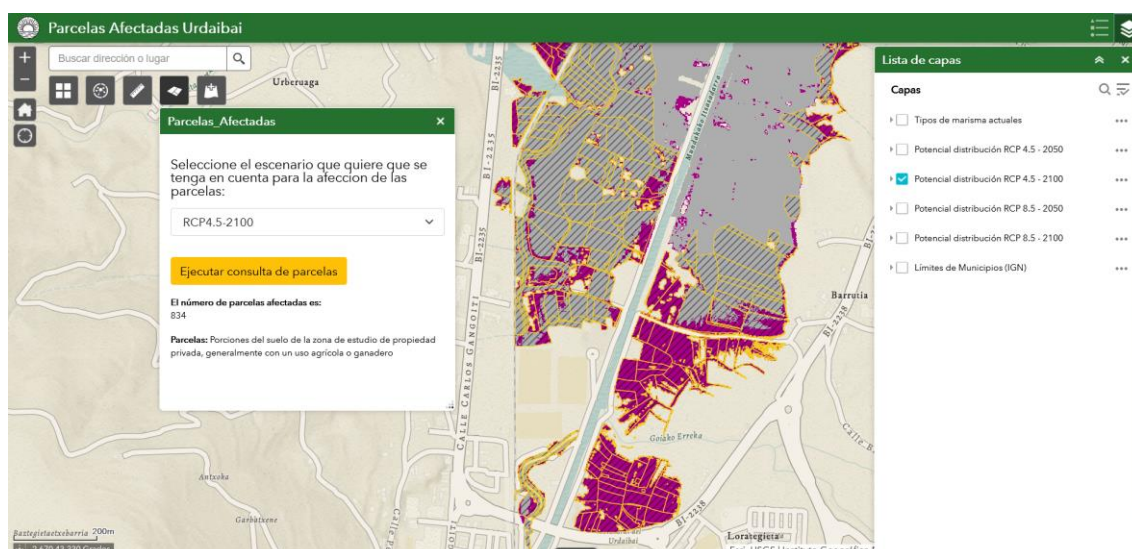 Parcelas Afectadas Urdaibai
Buscar dirección o lugar
Parcelas_Afectadas
Seleccione el escenario que quiere que se
tenga en cuenta para la afeccion de las
parcelas:
RCP4.5-2100
Ejecutar consulta de parcelas
El número de parcelas afectadas es:
834
Parcelas: Porciones del suelo de la zona de estudio de propiedad
privada, generalmente con un uso agrícola o ganadero
Lista de capas
Capas
Tipos de marisma actuales
Potencial distribución RCP 4.5 - 2050
Potencial distribución RCP 4.5 - 2100
Potencial distribución RCP 8.5 - 2050
Potencial distribución RCP 8.5 - 2100
Límites de Municipios (IGN)
Urberuaga
BI-2235
BI-2235
BI-2235
Barrutia
BI-2238
CALLE CARLOS GANGOITI
Goiko Erreka
Antxoka
Garbatxene
200m
BI-2238
Lorategieta
Urdaibai